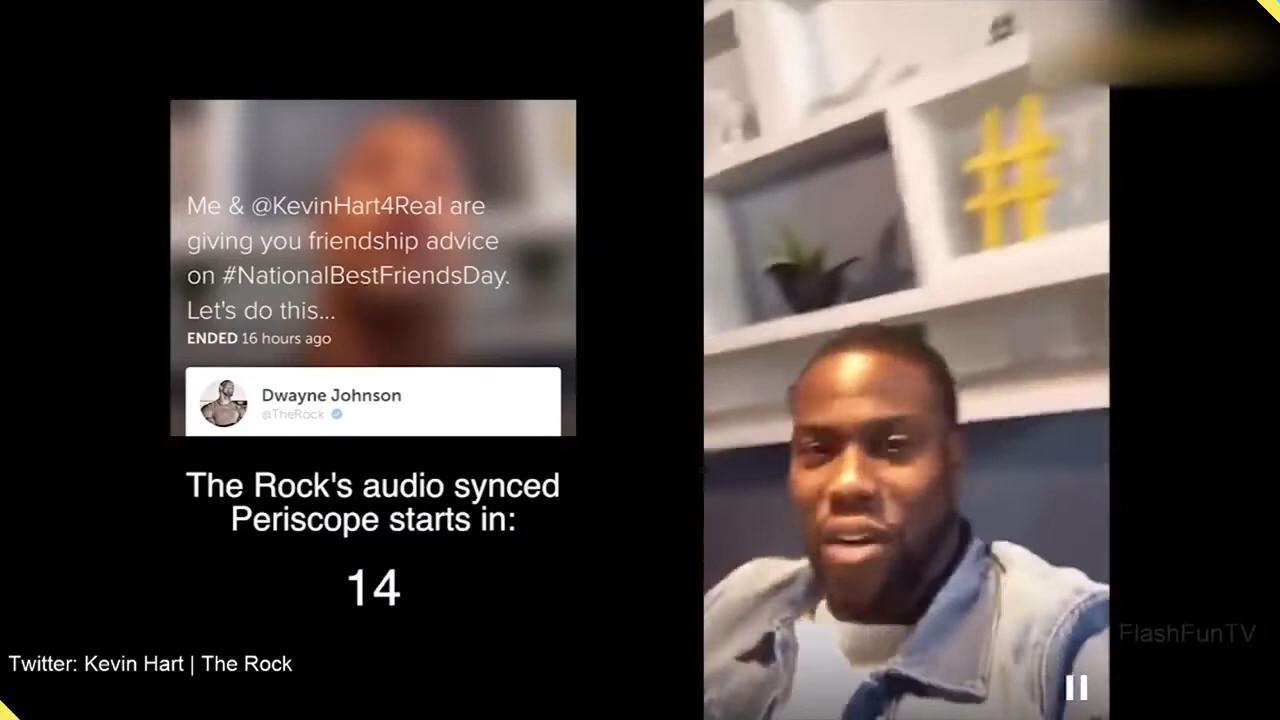 Me & @KevinHart4Real are
giving you friendship advice
on #NationalBestFriendsDay.
Let's do this...
ENDED 16 hours ago
Dwayne Johnson
@TheRock
The Rock's audio synced
Periscope starts in:
14
Twitter: Kevin Hart | The Rock
#
FlashFunTV